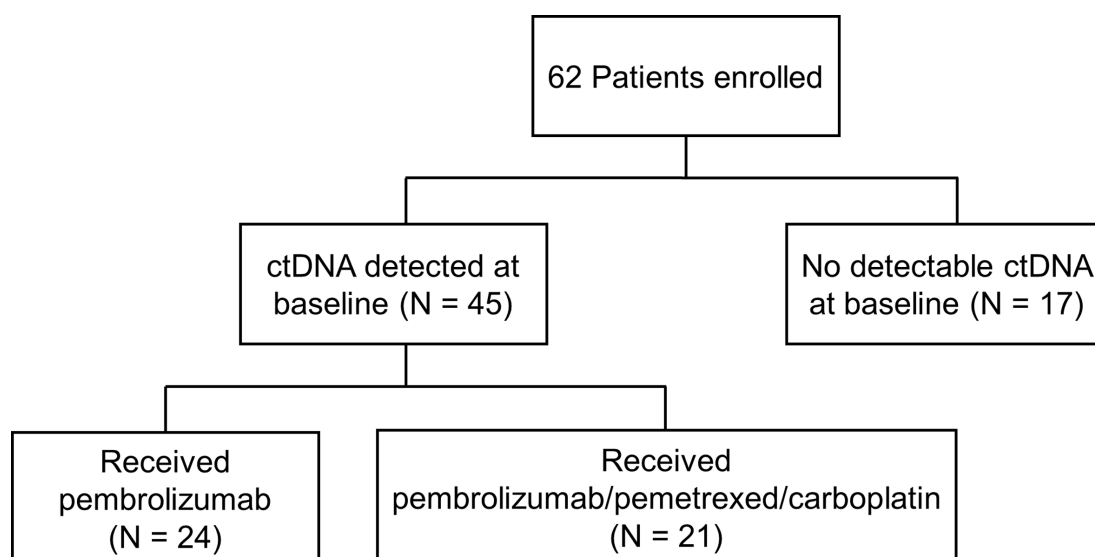 62 Patients enrolled
ctDNA detected at
baseline (N = 45)
No detectable ctDNA
at baseline (N = 17)
Received
pembrolizumab
(N = 24)
Received
pembrolizumab/pemetrexed/carboplatin
(N = 21)